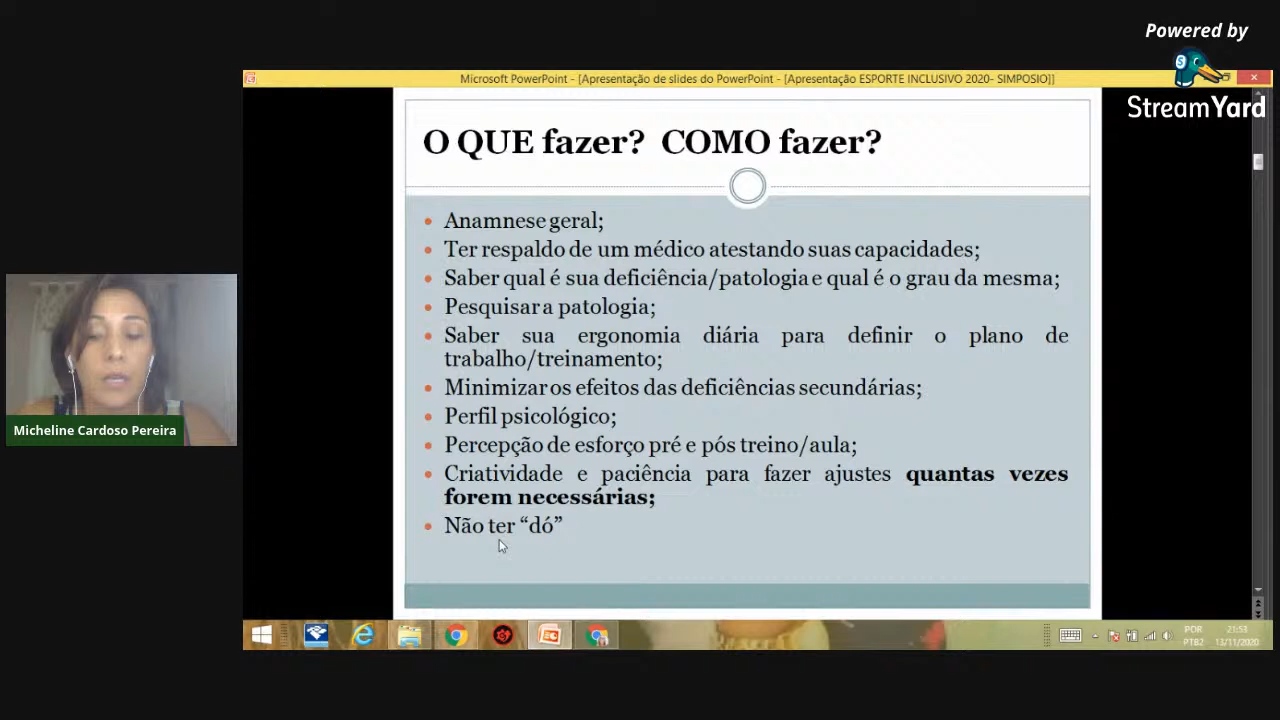 Powered by
StreamYard
Microsoft PowerPoint - [Apresentação de slides do PowerPoint - [Apresentação ESPORTE INCLUSIVO 2020- SIMPOSIO]]
O QUE fazer? COMO fazer?
• Anamnese geral;
• Ter respaldo de um médico atestando suas capacidades;
• Saber qual é sua deficiência/patologia e qual é o grau da mesma;
• Pesquisar a patologia;
• Saber sua ergonomia diária para definir o plano de
trabalho/treinamento;
• Minimizar os efeitos das deficiências secundárias;
• Perfil psicológico;
• Percepção de esforço pré e pós treino/aula;
• Criatividade e paciência para fazer ajustes quantas vezes
forem necessárias;
• Não ter “dó”
Micheline Cardoso Pereira
POR
PTB2
21:53
13/11/2020